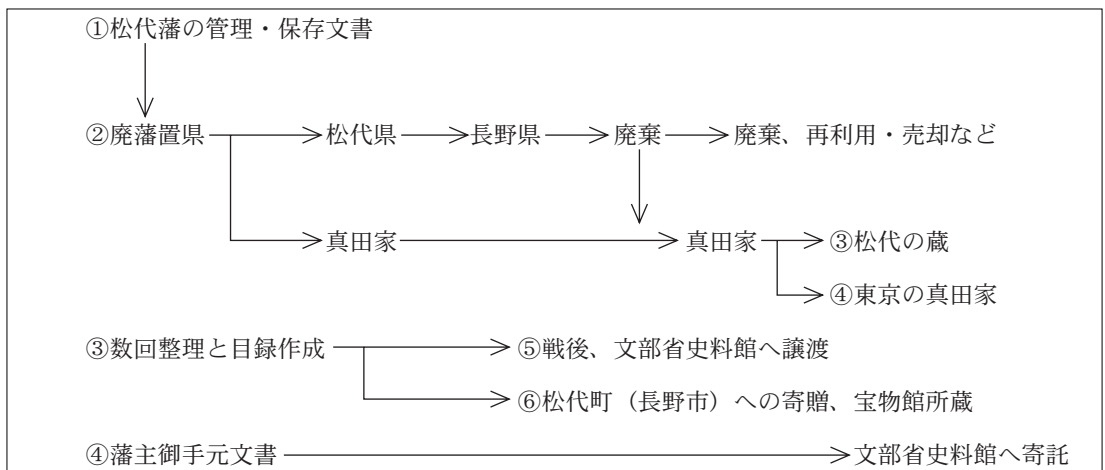 ①松代藩の管理・保存文書
②廃藩置県 松代県 長野県 廃棄 廃棄、再利用・売却など
真田家 真田家 ③松代の蔵
④東京の真田家
③数回整理と目録作成 ⑤戦後、文部省史料館へ譲渡
⑥松代町（長野市）への寄贈、宝物館所蔵
④藩主御手元文書 文部省史料館へ寄託